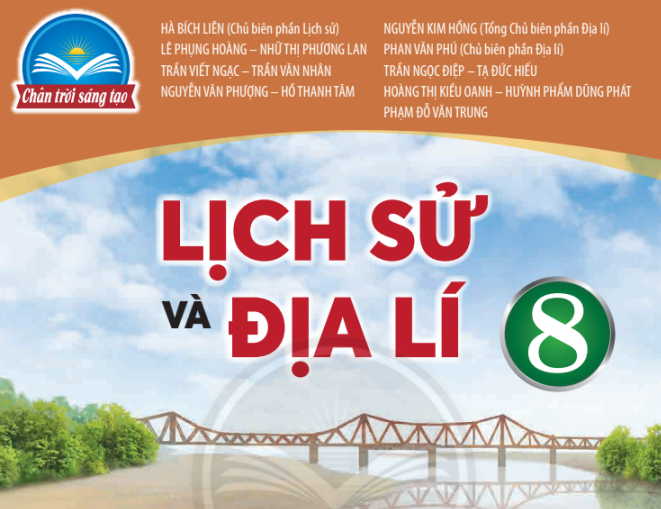 Chân trời sáng tạo
HÀ BÍCH LIÊN (Chủ biên phần Lịch sử)
LÊ PHỤNG HOÀNG – NHỮ THỊ PHƯƠNG LAN
TRẦN VIẾT NGẠC – TRẦN VĂN NHÂN
NGUYỄN VĂN PHƯỢNG – HỒ THANH TÂM
NGUYỄN KIM HỒNG (Tổng Chủ biên phần Địa lí)
PHAN VĂN PHÚ (Chủ biên phần Địa lí)
TRẦN NGỌC ĐIỆP – TẠ ĐỨC HIẾU
HOÀNG THỊ KIỀU OANH – HUỲNH PHẨM DŨNG PHÁT
PHẠM ĐỖ VĂN TRUNG
LỊCH SỬ
VÀ ĐỊA LÍ 8